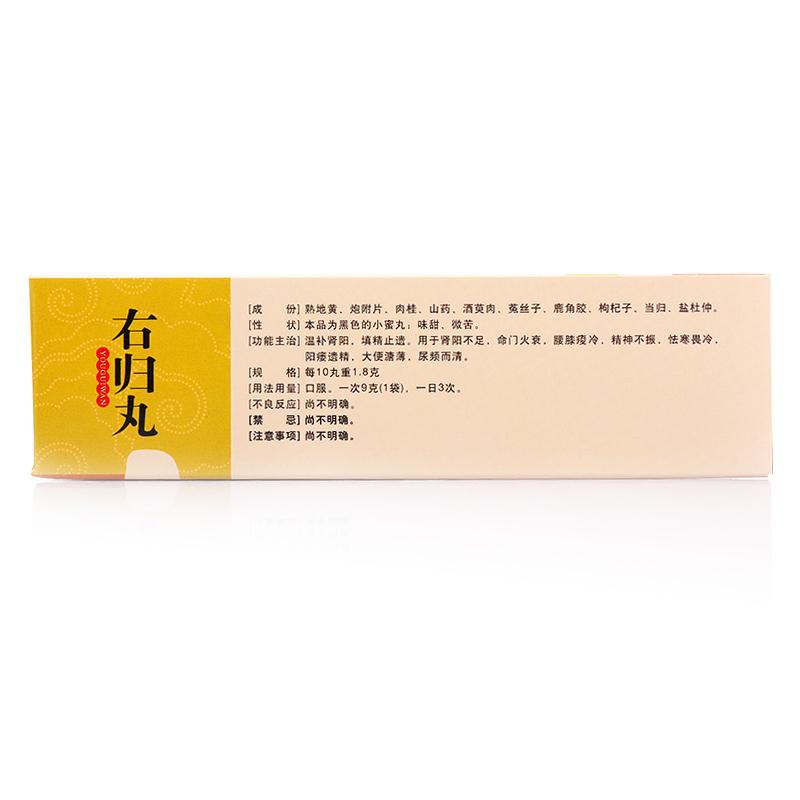 右归丸
YOUGUIWAN
[成　份] 熟地黄、炮附片、肉桂、山药、酒萸肉、菟丝子、鹿角胶、枸杞子、当归、盐杜仲。
[性　状] 本品为黑色的小蜜丸；味甜、微苦。
[功能主治] 温补肾阳，填精止遗。用于肾阳不足，命门火衰，腰膝痠冷，精神不振，怯寒畏冷，
阳痿遗精，大便溏薄，尿频而清。
[规　格] 每10丸重1.8克
[用法用量] 口服。一次9克(1袋)，一日3次。
[不良反应] 尚不明确。
[禁　忌] 尚不明确。
[注意事项] 尚不明确。